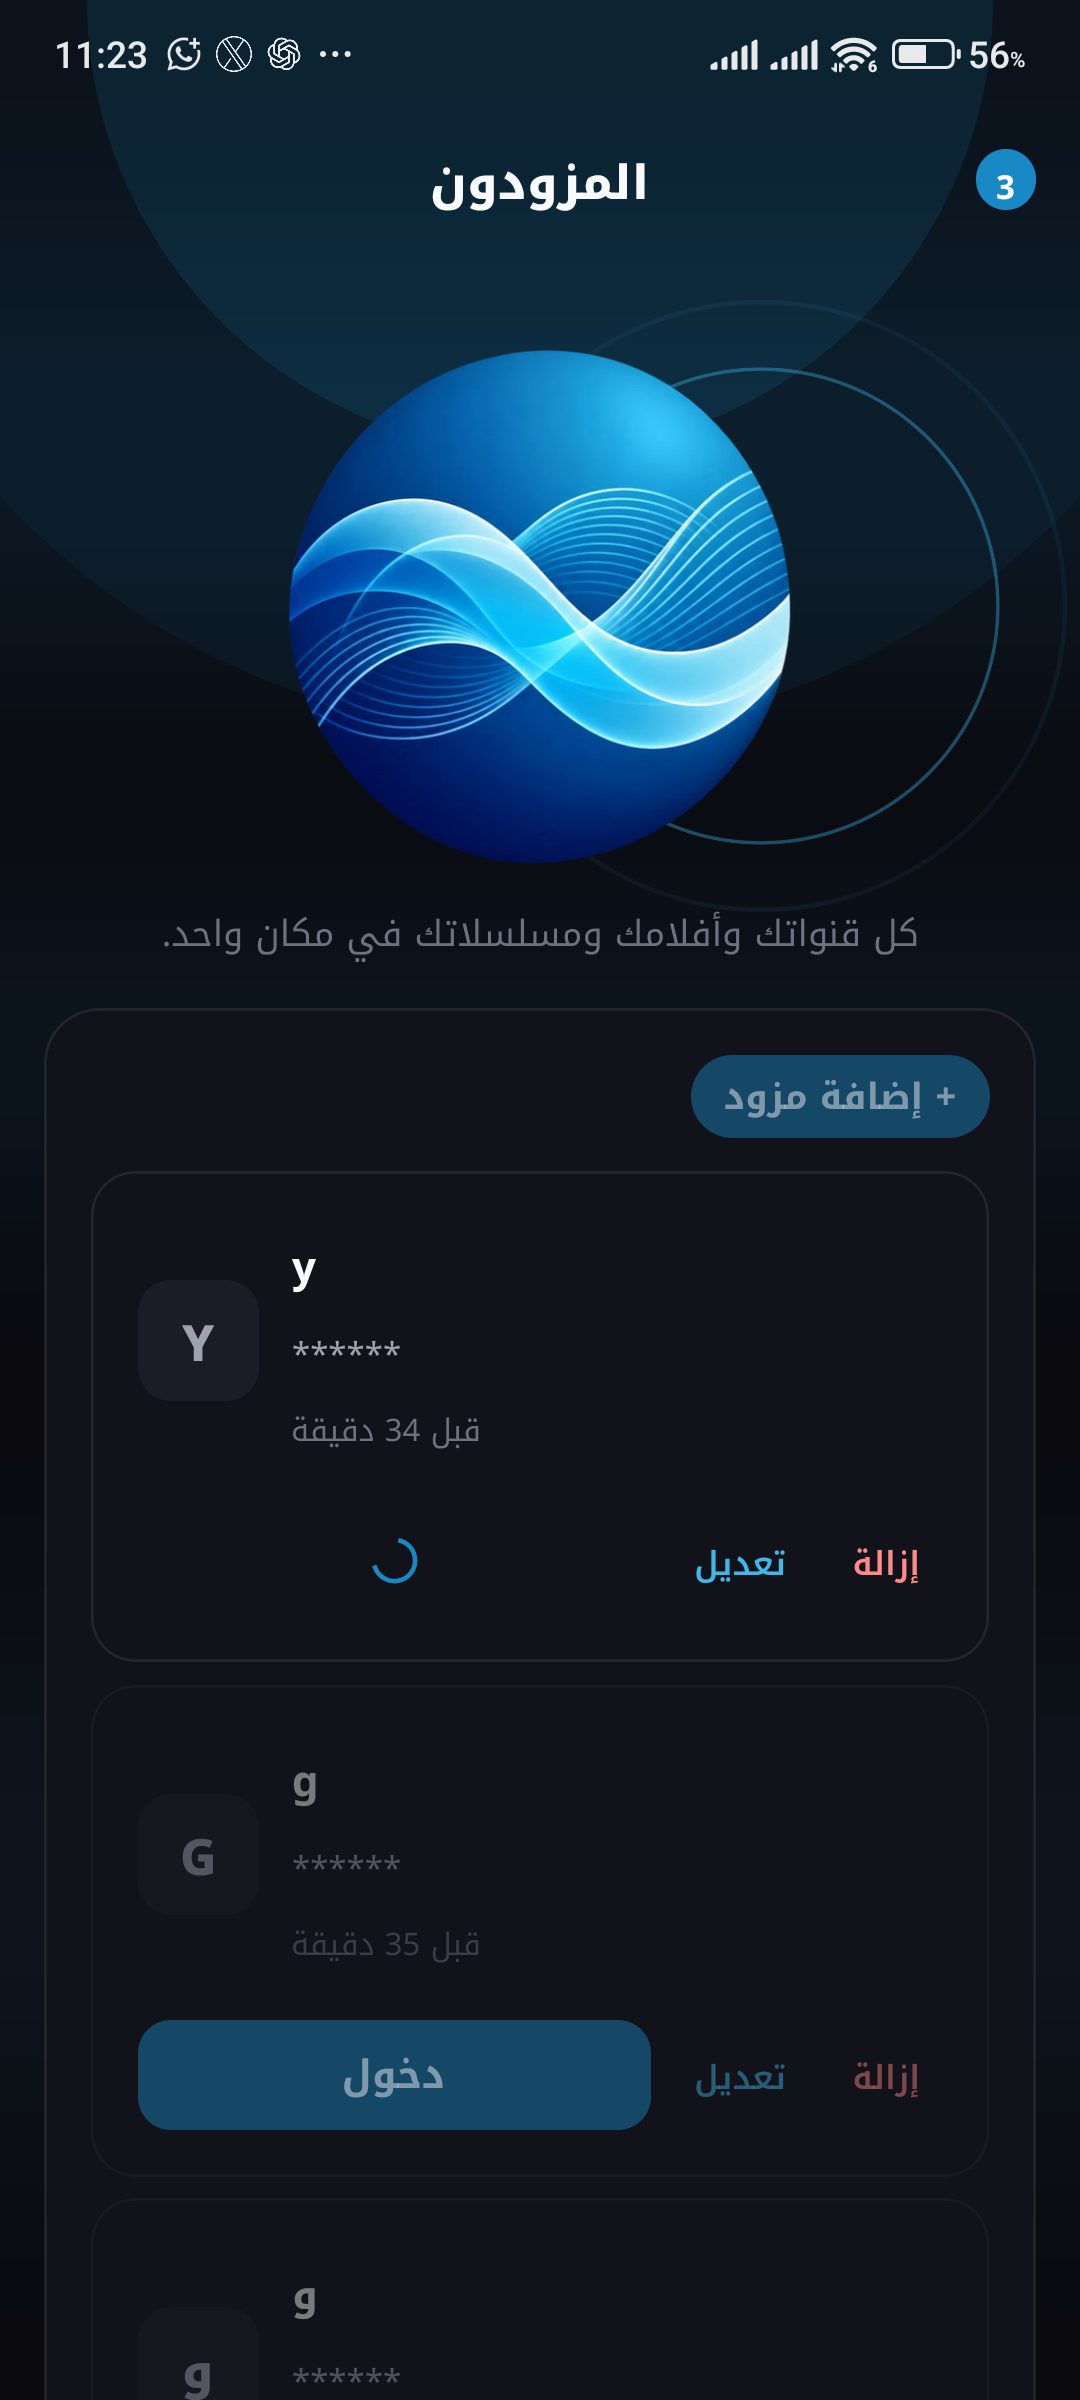 11:23 ... 6 56%
المزودون 3
كل قنواتك وأفلامك ومسلسلاتك في مكان واحد.
+ إضافة مزود
y
Y
******
قبل 34 دقيقة
إزالة تعديل
g
G
******
قبل 35 دقيقة
إزالة تعديل دخول
و
و
******